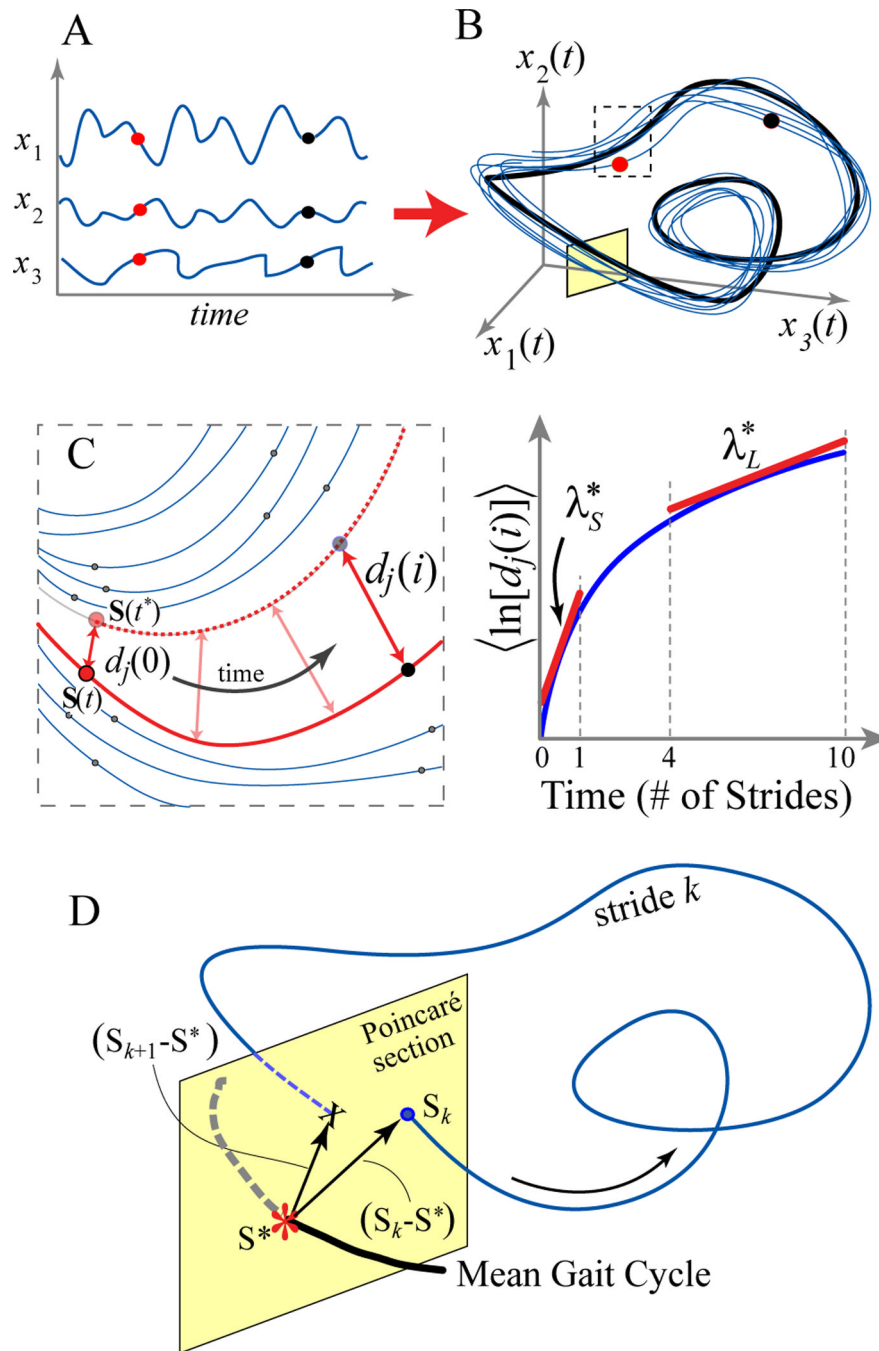 A
x₁
x₂
x₃
time
B
x₂(t)
x₁(t)
x₃(t)
C
S(t*)
S(t)
dⱼ(0)
time
dⱼ(i)
⟨ln[dⱼ(i)]⟩
λ*S
λ*L
0 1 4 10
Time (# of Strides)
D
stride k
Poincaré
section
(Sₖ₊₁-S*)
Sₖ
(Sₖ-S*)
S*
Mean Gait Cycle